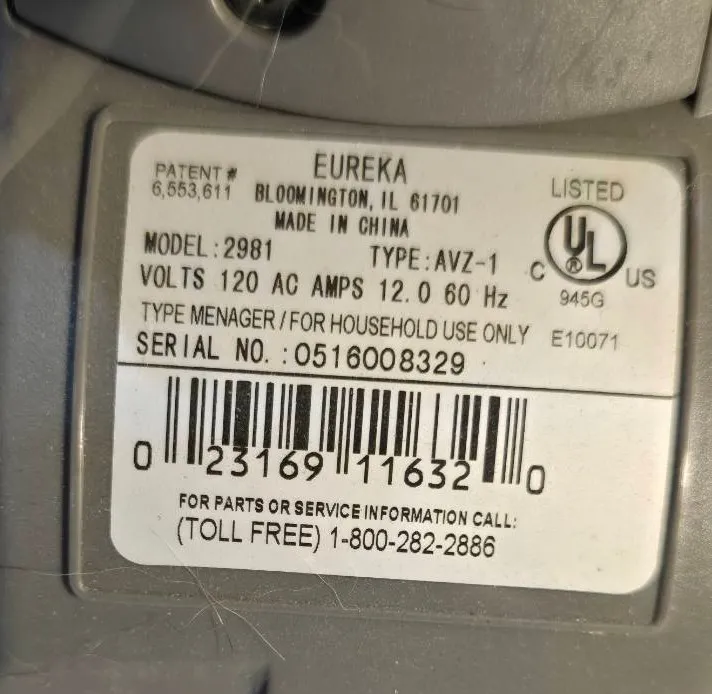 PATENT #
6,553,611
EUREKA
BLOOMINGTON, IL 61701
MADE IN CHINA
LISTED
UL
®
C US
945G
E10071
MODEL:2981 TYPE:AVZ-1
VOLTS 120 AC AMPS 12.0 60 Hz
TYPE MENAGER/FOR HOUSEHOLD USE ONLY
SERIAL NO.:0516008329
0 23169 11632 0
FOR PARTS OR SERVICE INFORMATION CALL:
(TOLL FREE) 1-800-282-2886